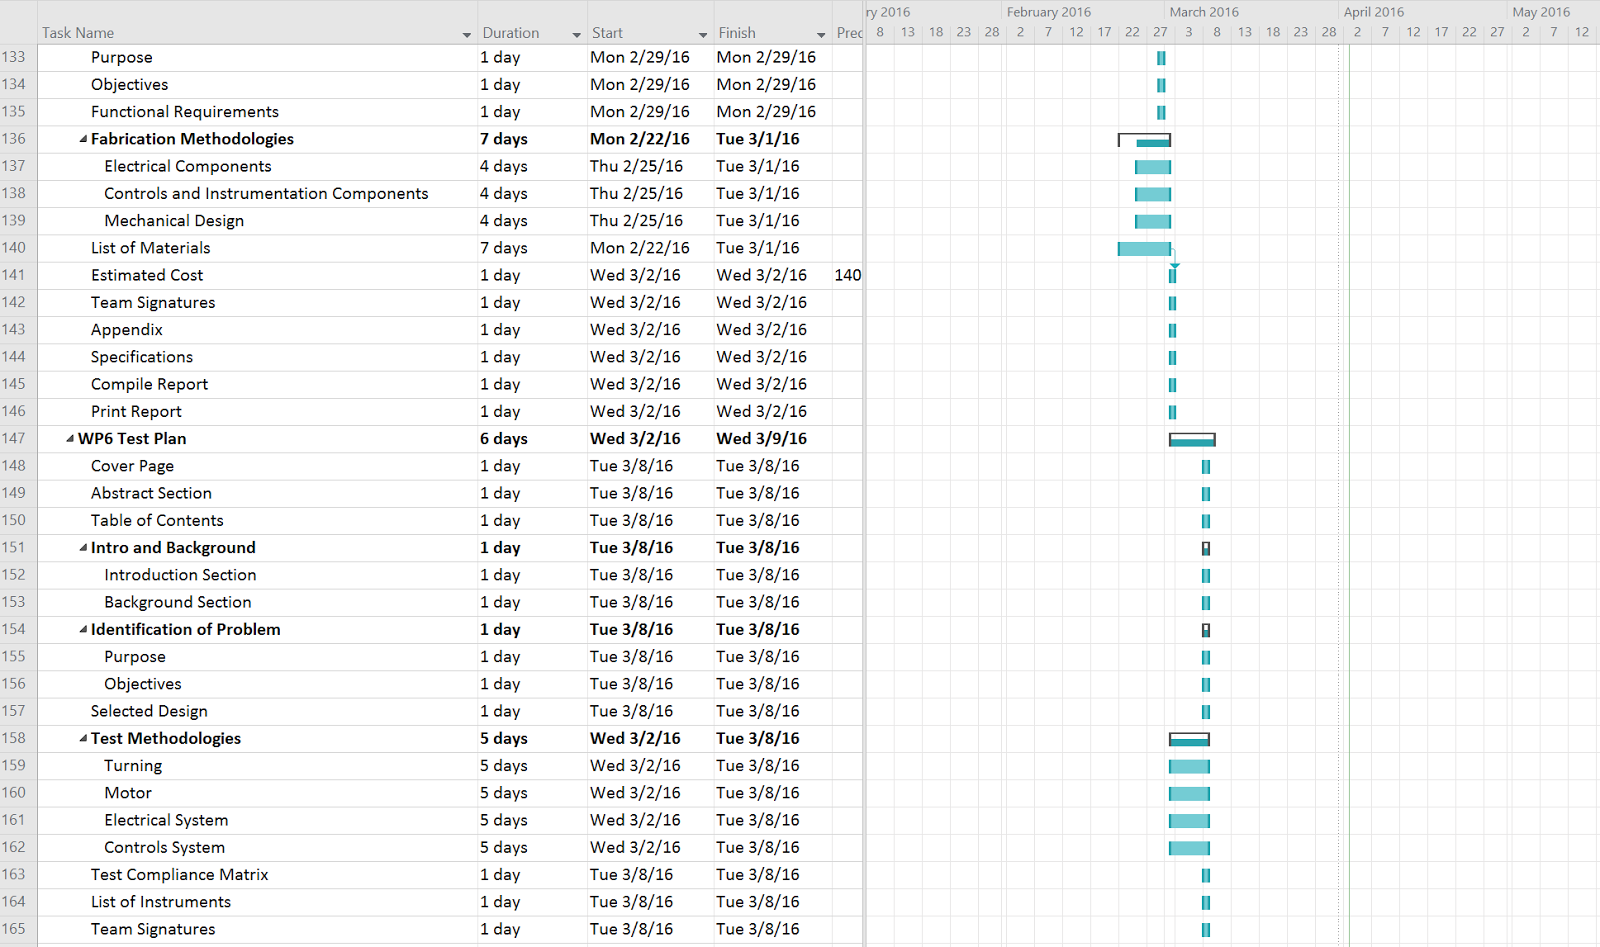 ry 2016 February 2016 March 2016 April 2016 May 2016
Task Name Duration Start Finish Prec 8 13 18 23 28 2 7 12 17 22 27 3 8 13 18 23 28 2 7 12 17 22 27 2 7 12
133 Purpose 1 day Mon 2/29/16 Mon 2/29/16
134 Objectives 1 day Mon 2/29/16 Mon 2/29/16
135 Functional Requirements 1 day Mon 2/29/16 Mon 2/29/16
136 Fabrication Methodologies 7 days Mon 2/22/16 Tue 3/1/16
137 Electrical Components 4 days Thu 2/25/16 Tue 3/1/16
138 Controls and Instrumentation Components 4 days Thu 2/25/16 Tue 3/1/16
139 Mechanical Design 4 days Thu 2/25/16 Tue 3/1/16
140 List of Materials 7 days Mon 2/22/16 Tue 3/1/16
141 Estimated Cost 1 day Wed 3/2/16 Wed 3/2/16 140
142 Team Signatures 1 day Wed 3/2/16 Wed 3/2/16
143 Appendix 1 day Wed 3/2/16 Wed 3/2/16
144 Specifications 1 day Wed 3/2/16 Wed 3/2/16
145 Compile Report 1 day Wed 3/2/16 Wed 3/2/16
146 Print Report 1 day Wed 3/2/16 Wed 3/2/16
147 WP6 Test Plan 6 days Wed 3/2/16 Wed 3/9/16
148 Cover Page 1 day Tue 3/8/16 Tue 3/8/16
149 Abstract Section 1 day Tue 3/8/16 Tue 3/8/16
150 Table of Contents 1 day Tue 3/8/16 Tue 3/8/16
151 Intro and Background 1 day Tue 3/8/16 Tue 3/8/16
152 Introduction Section 1 day Tue 3/8/16 Tue 3/8/16
153 Background Section 1 day Tue 3/8/16 Tue 3/8/16
154 Identification of Problem 1 day Tue 3/8/16 Tue 3/8/16
155 Purpose 1 day Tue 3/8/16 Tue 3/8/16
156 Objectives 1 day Tue 3/8/16 Tue 3/8/16
157 Selected Design 1 day Tue 3/8/16 Tue 3/8/16
158 Test Methodologies 5 days Wed 3/2/16 Tue 3/8/16
159 Turning 5 days Wed 3/2/16 Tue 3/8/16
160 Motor 5 days Wed 3/2/16 Tue 3/8/16
161 Electrical System 5 days Wed 3/2/16 Tue 3/8/16
162 Controls System 5 days Wed 3/2/16 Tue 3/8/16
163 Test Compliance Matrix 1 day Tue 3/8/16 Tue 3/8/16
164 List of Instruments 1 day Tue 3/8/16 Tue 3/8/16
165 Team Signatures 1 day Tue 3/8/16 Tue 3/8/16